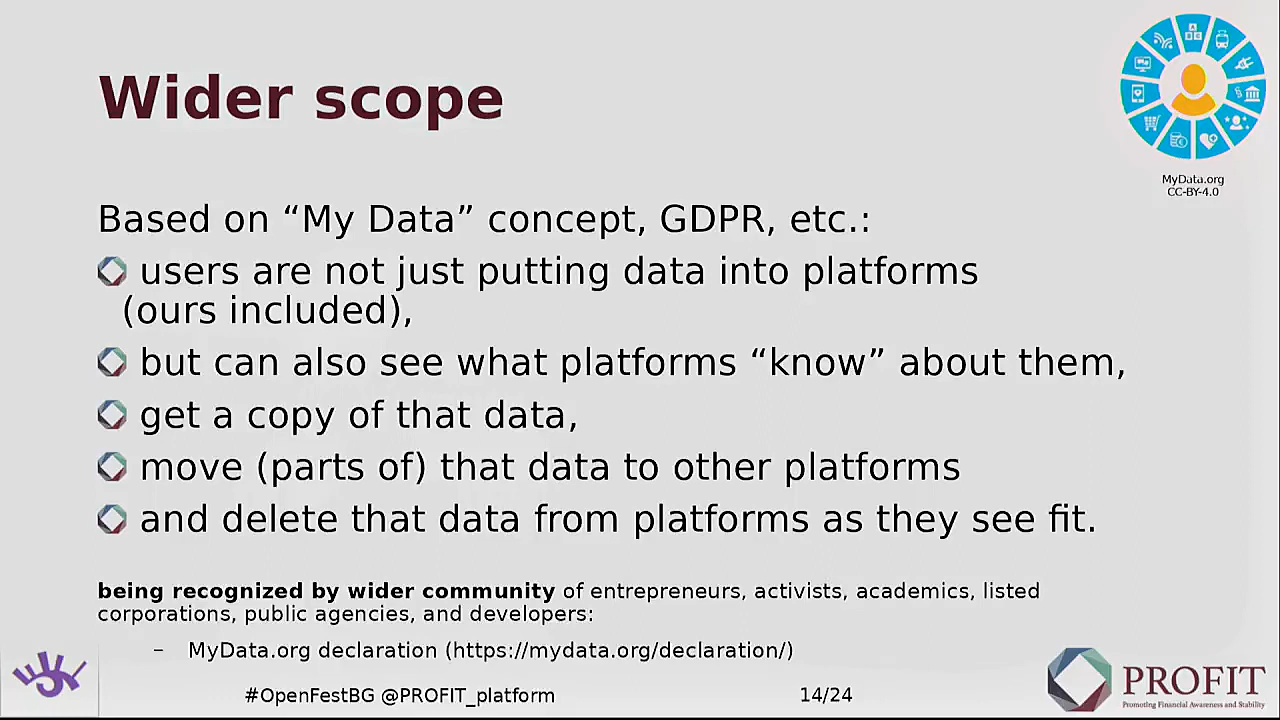 Wider scope
MyData.org
CC-BY-4.0
Based on “My Data” concept, GDPR, etc.:
users are not just putting data into platforms
(ours included),
but can also see what platforms “know” about them,
get a copy of that data,
move (parts of) that data to other platforms
and delete that data from platforms as they see fit.
being recognized by wider community of entrepreneurs, activists, academics, listed
corporations, public agencies, and developers:
– MyData.org declaration (https://mydata.org/declaration/)
#OpenFestBG @PROFIT_platform
14/24
PROFIT
Promoting Financial Awareness and Stability